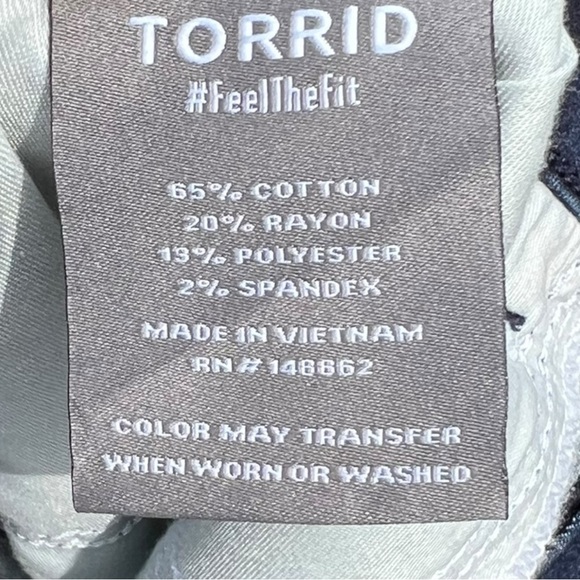 TORRID
#FeelTheFit
65% COTTON
20% RAYON
13% POLYESTER
2% SPANDEX
MADE IN VIETNAM
RN# 148662
COLOR MAY TRANSFER
WHEN WORN OR WASHED